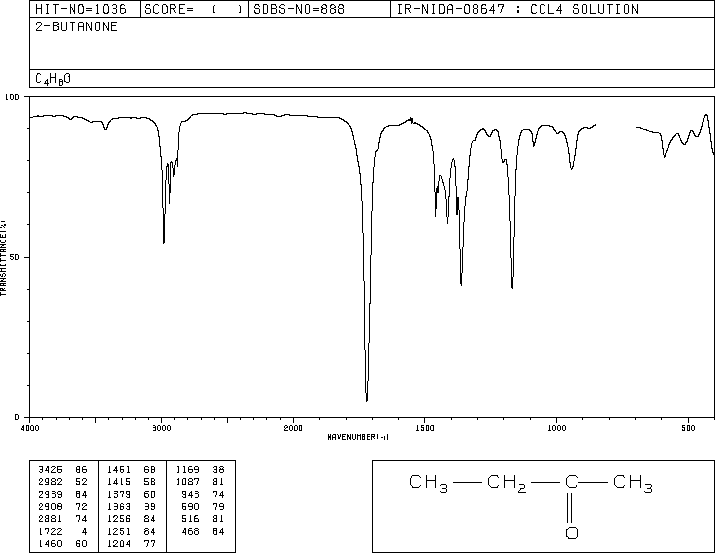 HIT-NO=1036 SCORE= ( ) SDBS-NO=888 IR-NIDA-08647 : CCL4 SOLUTION
2-BUTANONE
C4H8O
100
50
0
TRANSMITTANCE(%)
4000 3000 2000 1500 1000 500
WAVENUMBER(-1)
3426 86 1451 68 1169 38
2982 52 1415 58 1087 81
2939 64 1379 60 943 74
2908 72 1363 39 590 79
2881 74 1256 84 516 81
1722 4 1251 84 468 84
1460 60 1204 77
CH3 CH2 C CH3
O